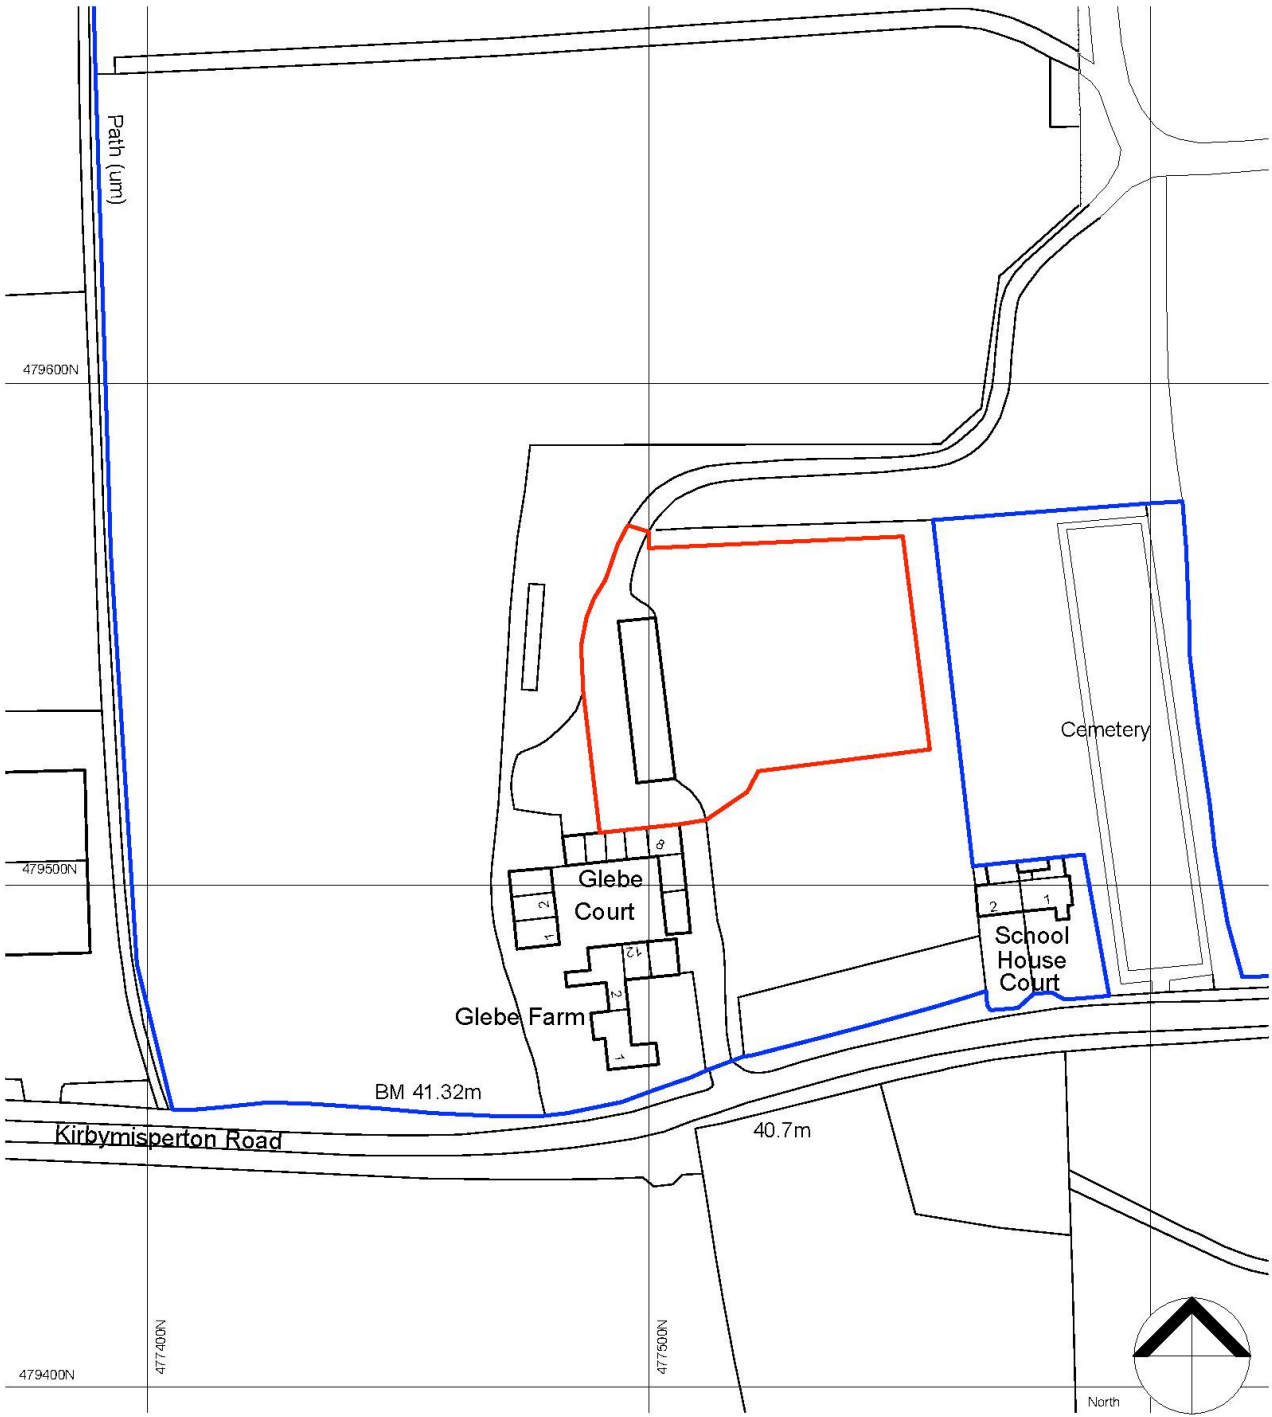 Path (um)
479600N
Cemetery
479500N
8
Glebe
Court
2
1
12
2
1
Glebe Farm
2
1
School
House
Court
BM 41.32m
Kirbymisperton Road
40.7m
477400N
477500N
479400N
North